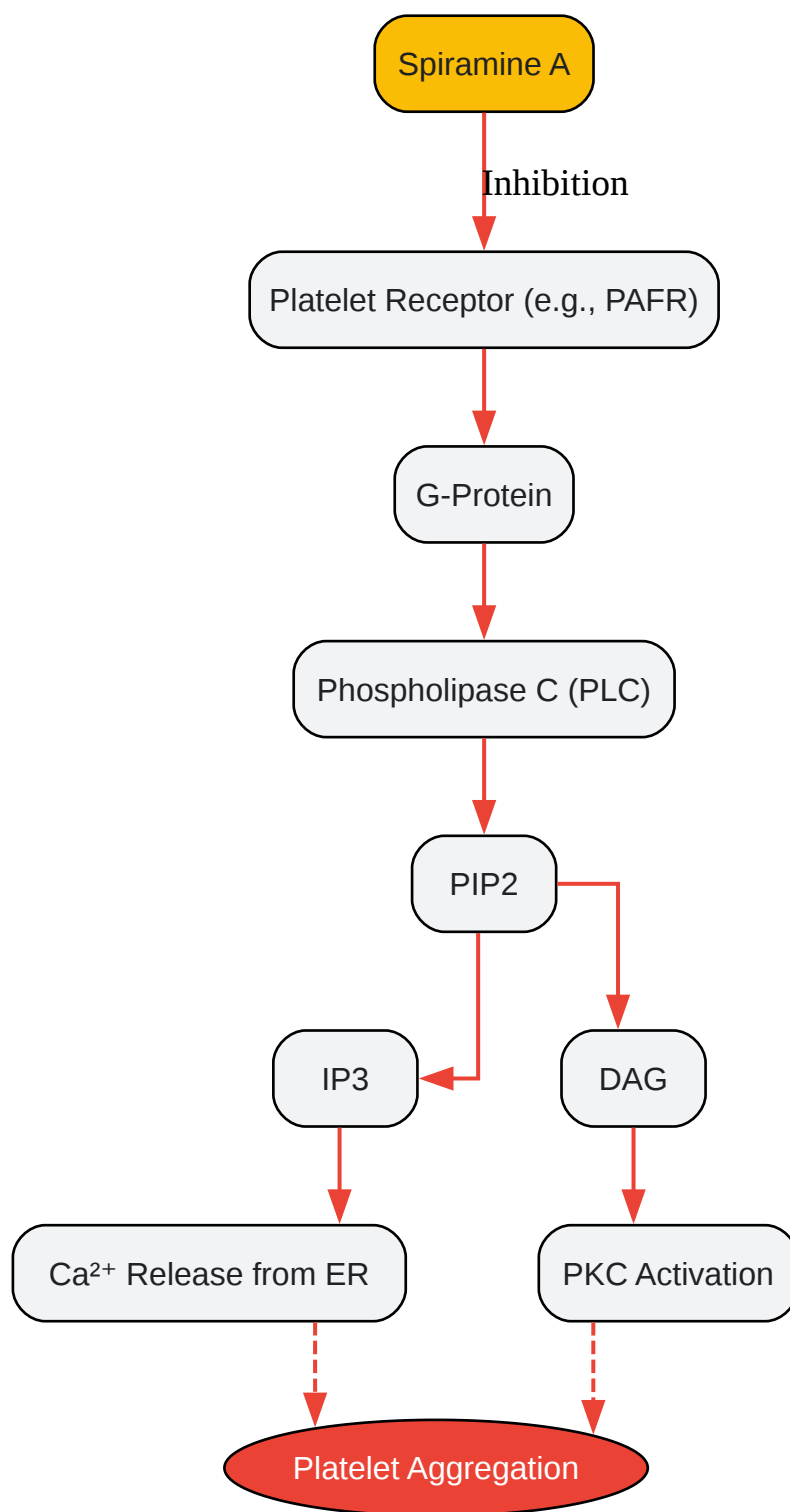 Spiramine A
Inhibition
Platelet Receptor (e.g., PAFR)
G-Protein
Phospholipase C (PLC)
PIP2
IP3
DAG
Ca²⁺ Release from ER
PKC Activation
Platelet Aggregation